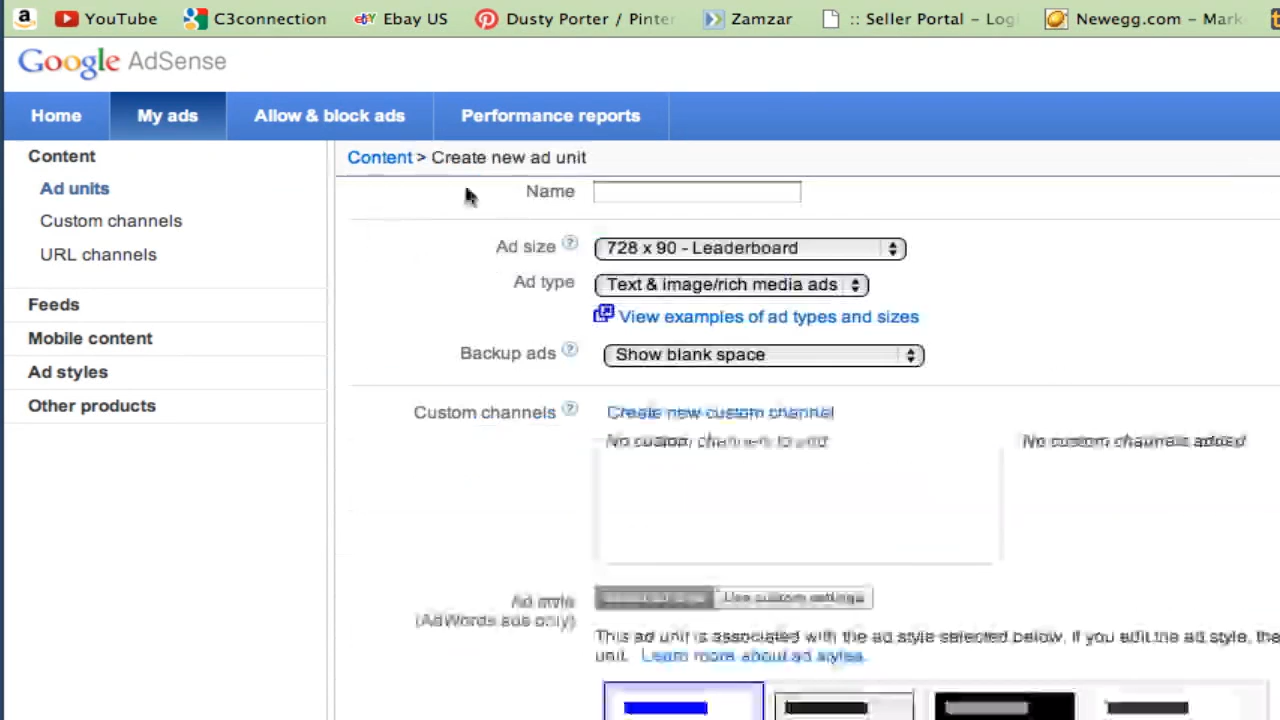 YouTube C3connection Ebay US Dusty Porter / Pinter Zamzar :: Seller Portal – Log Newegg.com – Mark
Google AdSense
Home My ads Allow & block ads Performance reports
Content
Ad units
Custom channels
URL channels
Feeds
Mobile content
Ad styles
Other products
Content > Create new ad unit
Name
Ad size ? 728 x 90 - Leaderboard
Ad type Text & image/rich media ads
View examples of ad types and sizes
Backup ads ? Show blank space
Custom channels ? Create new custom channel
No custom channels to add No custom channels added
Ad style Use custom settings
(AdWords ads only)
This ad unit is associated with the ad style selected below. If you edit the ad style, the
unit. Learn more about ad styles.